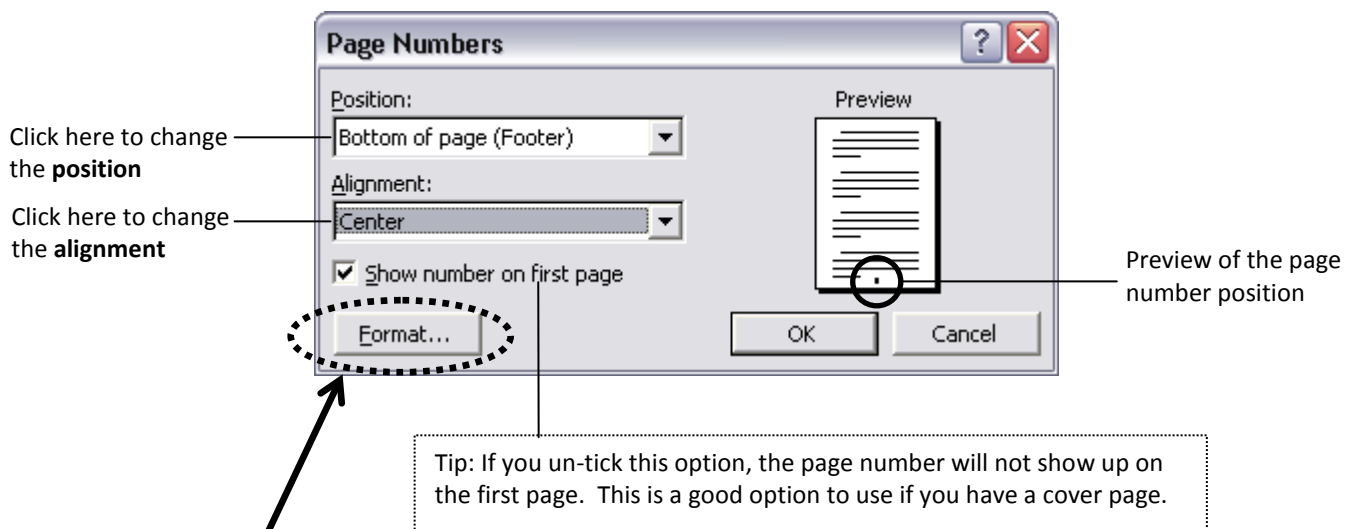 Page Numbers
Position:
Preview
Click here to change
the position
Bottom of page (Footer)
Alignment:
Click here to change
the alignment
Center
Show number on first page
Preview of the page
number position
Format...
OK
Cancel
Tip: If you un-tick this option, the page number will not show up on
the first page. This is a good option to use if you have a cover page.